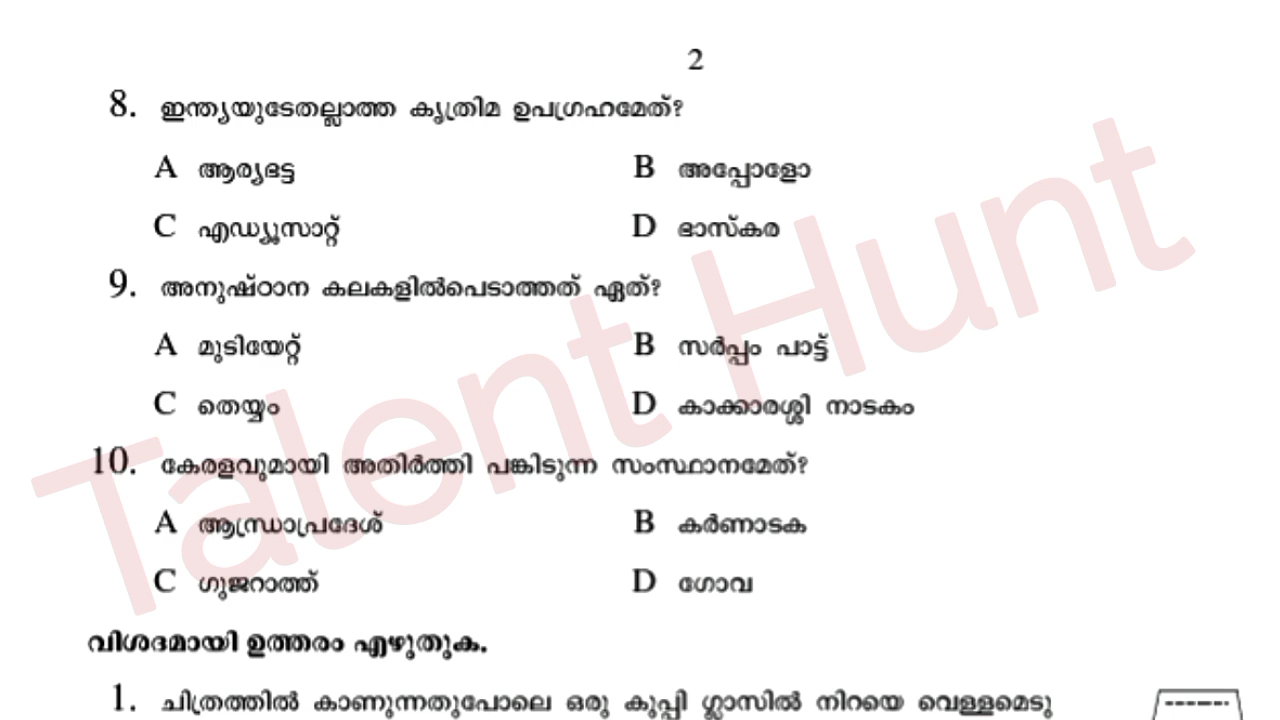 2
8. ഇന്ത്യയുടേതല്ലാത്ത കൃത്രിമ ഉപഗ്രഹമേത്?
A ആര്യഭട്ട B അപ്പോളോ
C എഡ്യൂസാറ്റ് D ഭാസ്കര
9. അനുഷ്ഠാന കലകളിൽപെടാത്തത് ഏത്?
A മുടിയേറ്റ് B സർപ്പം പാട്ട്
C തെയ്യം D കാക്കാരശ്ശി നാടകം
10. കേരളവുമായി അതിർത്തി പങ്കിടുന്ന സംസ്ഥാനമേത്?
A ആന്ധ്രാപ്രദേശ് B കർണാടക
C ഗുജറാത്ത് D ഗോവ
വിശദമായി ഉത്തരം എഴുതുക.
1. ചിത്രത്തിൽ കാണുന്നതുപോലെ ഒരു കുപ്പി ഗ്ലാസിൽ നിറയെ വെള്ളമെടു
Talent Hunt